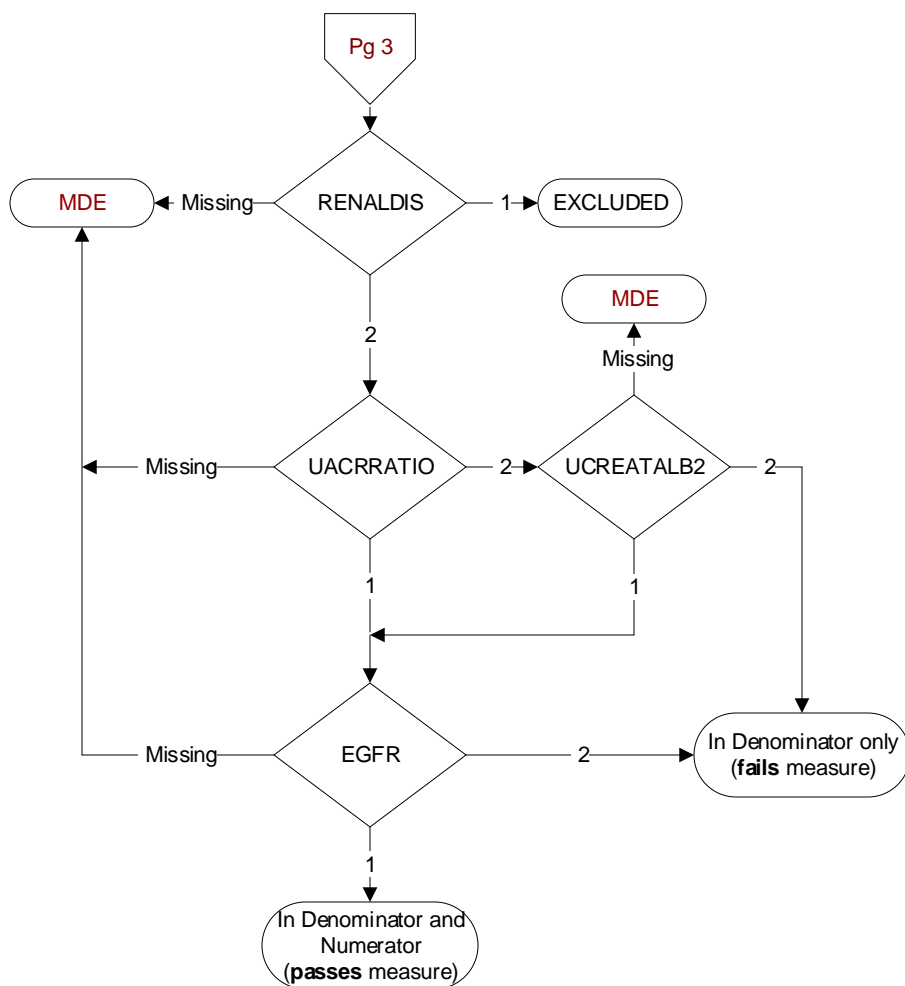 Pg 3
MDE
Missing
RENALDIS
1
EXCLUDED
2
MDE
Missing
Missing
UACRRATIO
2
UCREATALB2
2
1
1
Missing
EGFR
2
In Denominator only
(fails measure)
1
In Denominator and
Numerator
(passes measure)